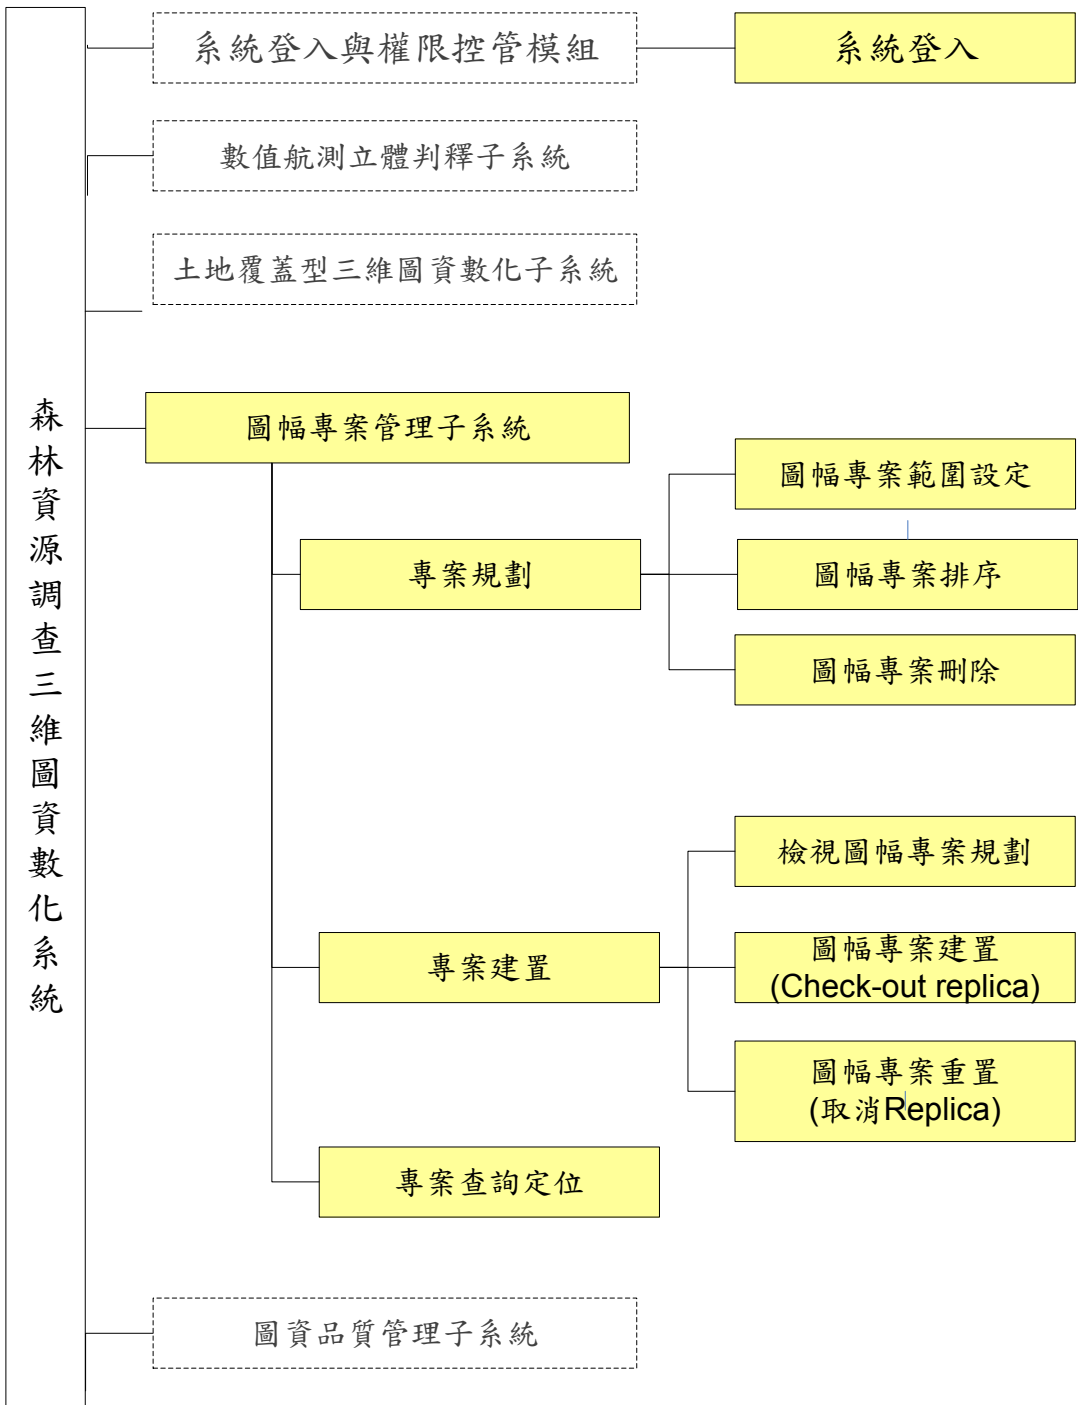 森林資源調查三維圖資數化系統
系統登入與權限控管模組
系統登入
數值航測立體判釋子系統
土地覆蓋型三維圖資數化子系統
圖幅專案管理子系統
專案規劃
圖幅專案範圍設定
圖幅專案排序
圖幅專案刪除
專案建置
檢視圖幅專案規劃
圖幅專案建置
(Check-out replica)
圖幅專案重置
(取消Replica)
專案查詢定位
圖資品質管理子系統